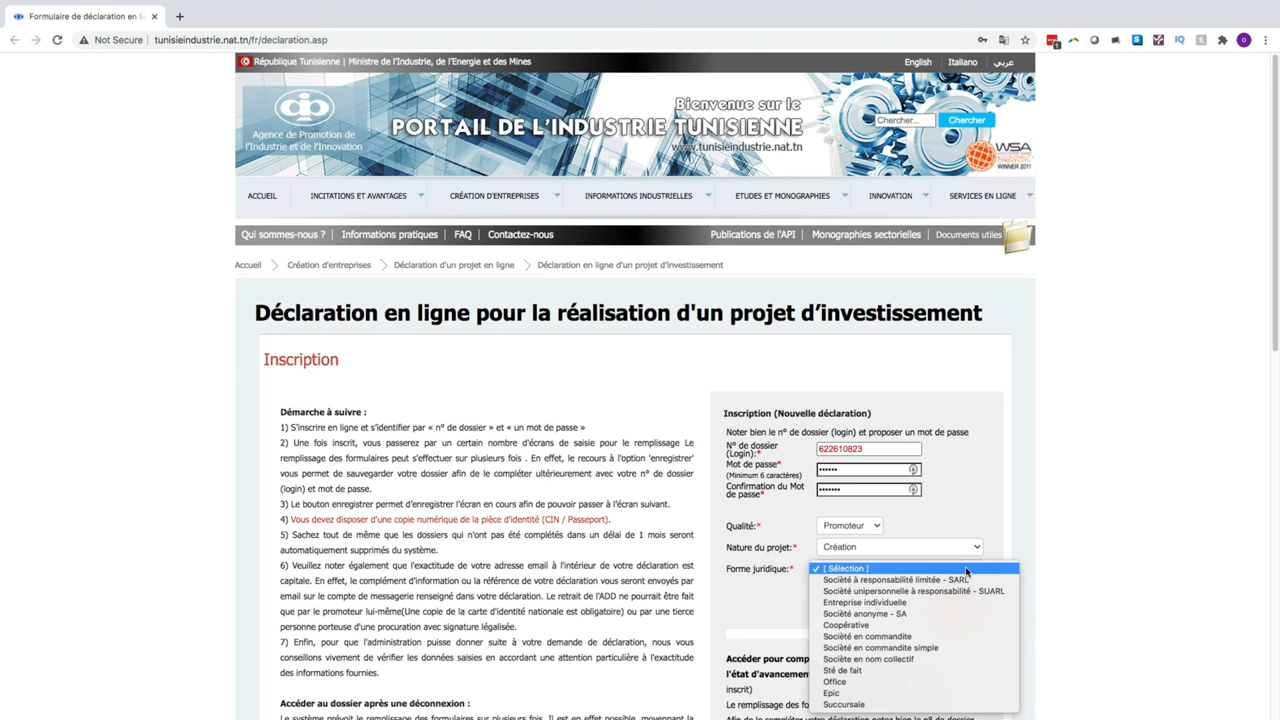 Formulaire de déclaration en li
Not Secure
tunisieindustrie.nat.tn/fr/declaration.asp
République Tunisienne | Ministre de l'Industrie, de l'Energie et des Mines
English
Italiano
عربي
Agence de Promotion de
l'Industrie et de l'Innovation
Bienvenue sur le
PORTAIL DE L'INDUSTRIE TUNISIENNE
www.tunisieindustrie.nat.tn
Chercher...
Chercher
WSA
WINNER 2011
ACCUEIL
INCITATIONS ET AVANTAGES
CRÉATION D'ENTREPRISES
INFORMATIONS INDUSTRIELLES
ETUDES ET MONOGRAPHIES
INNOVATION
SERVICES EN LIGNE
Qui sommes-nous ?
Informations pratiques
FAQ
Contactez-nous
Publications de l'API
Monographies sectorielles
Documents utiles
Accueil
Création d'entreprises
Déclaration d'un projet en ligne
Déclaration en ligne d'un projet d'investissement
Déclaration en ligne pour la réalisation d'un projet d'investissement
Inscription
Démarche à suivre :
1) S'inscrire en ligne et s'identifier par « n° de dossier » et « un mot de passe »
2) Une fois inscrit, vous passerez par un certain nombre d'écrans de saisie pour le remplissage Le
remplissage des formulaires peut s'effectuer sur plusieurs fois . En effet, le recours à l'option 'enregistrer'
vous permet de sauvegarder votre dossier afin de le compléter ultérieurement avec votre n° de dossier
(login) et mot de passe.
3) Le bouton enregistrer permet d'enregistrer l'écran en cours afin de pouvoir passer à l'écran suivant.
4) Vous devez disposer d'une copie numérique de la pièce d'identité (CIN / Passeport).
5) Sachez tout de même que les dossiers qui n'ont pas été complétés dans un délai de 1 mois seront
automatiquement supprimés du système.
6) Veuillez noter également que l'exactitude de votre adresse email à l'intérieur de votre déclaration est
capitale. En effet, le complément d'information ou la référence de votre déclaration vous seront envoyés par
email sur le compte de messagerie renseigné dans votre déclaration. Le retrait de l'ADD ne pourrait être fait
que par le promoteur lui-même(Une copie de la carte d'identité nationale est obligatoire) ou par une tierce
personne porteuse d'une procuration avec signature légalisée.
7) Enfin, pour que l'administration puisse donner suite à votre demande de déclaration, nous vous
conseillons vivement de vérifier les données saisies en accordant une attention particulière à l'exactitude
des informations fournies.
Accéder au dossier après une déconnexion :
Le système prévoit le remplissage des formulaires sur plusieurs fois. Il est en effet possible, moyennant la
Inscription (Nouvelle déclaration)
Noter bien le n° de dossier (login) et proposer un mot de passe
N° de dossier
(Login):*
622610823
Mot de passe*
(Minimum 6 caractères)
Confirmation du Mot
de passe*
Qualité:*
Promoteur
Nature du projet:*
Création
Forme juridique:*
[ Sélection ]
Société à responsabilité limitée - SARL
Société unipersonnelle à responsabilité - SUARL
Entreprise individuelle
Société anonyme - SA
Coopérative
Société en commandite
Société en commandite simple
Société en nom collectif
Sté de fait
Office
Epic
Succursale
Accéder pour comp
l'état d'avancemen
inscrit)
Le remplissage des fo